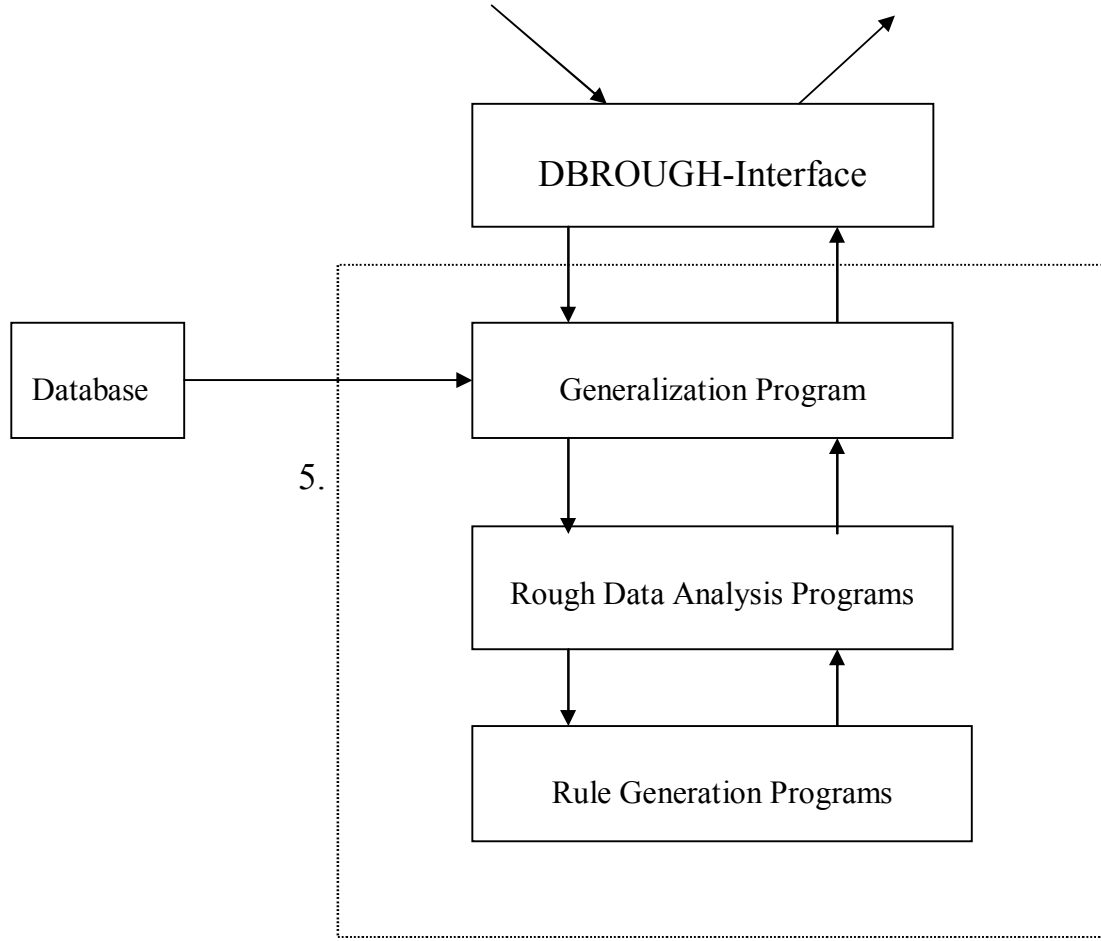 DBROUGH-Interface
Database
Generalization Program
5.
Rough Data Analysis Programs
Rule Generation Programs